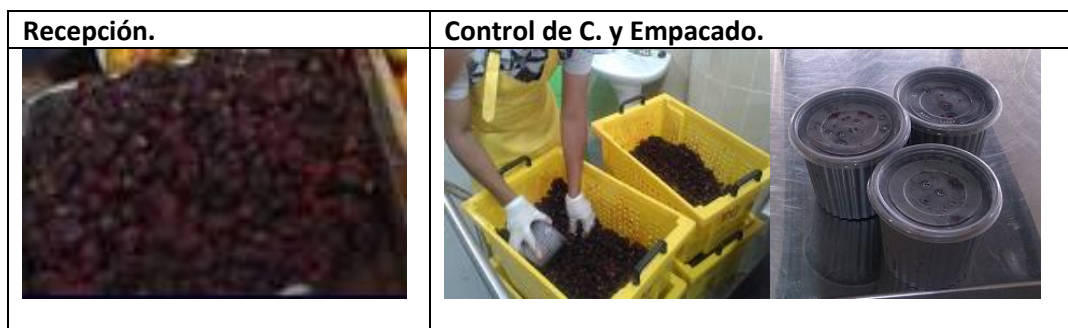 Recepción.
Control de C. y Empacado.